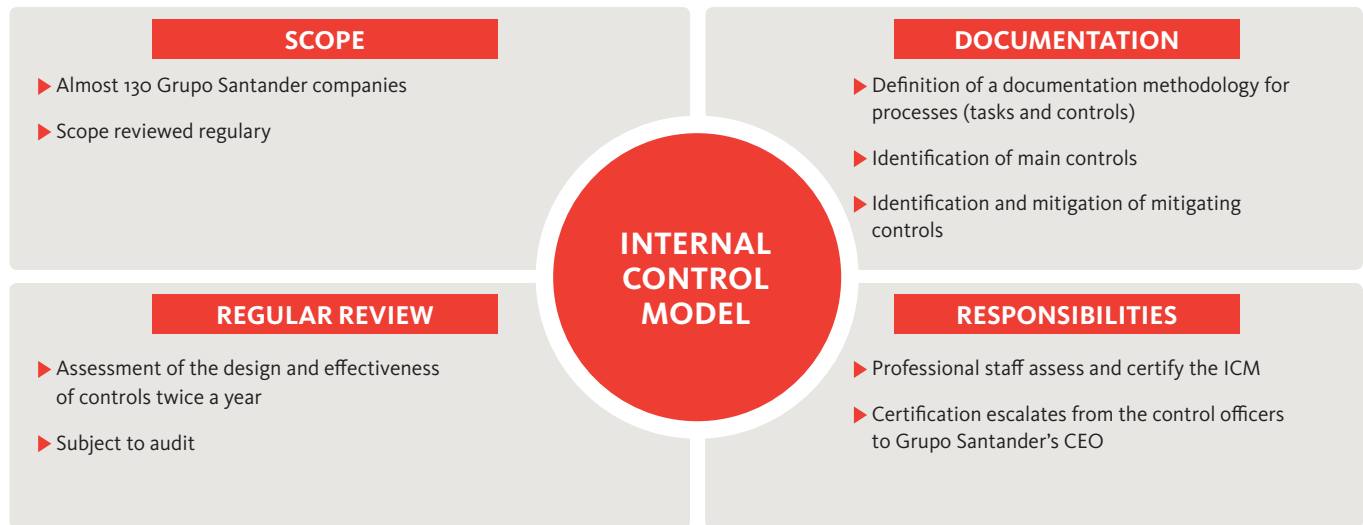 SCOPE
Almost 130 Grupo Santander companies
Scope reviewed regulary
DOCUMENTATION
Definition of a documentation methodology for
processes (tasks and controls)
Identification of main controls
Identification and mitigation of mitigating
controls
INTERNAL
CONTROL
MODEL
REGULAR REVIEW
Assessment of the design and effectiveness
of controls twice a year
Subject to audit
RESPONSIBILITIES
Professional staff assess and certify the ICM
Certification escalates from the control officers
to Grupo Santander's CEO